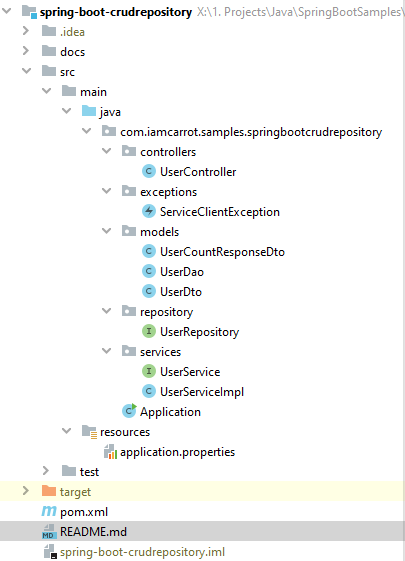 spring-boot-crudrepository X:\1. Projects\Java\SpringBootSamples\
.idea
docs
src
main
java
com.iamcarrot.samples.springbootcrudrepository
controllers
C UserController
exceptions
ServiceClientException
models
C UserCountResponseDto
C UserDao
C UserDto
repository
I UserRepository
services
I UserService
C UserServiceImpl
C Application
resources
application.properties
test
target
m pom.xml
MD README.md
spring-boot-crudrepository.iml